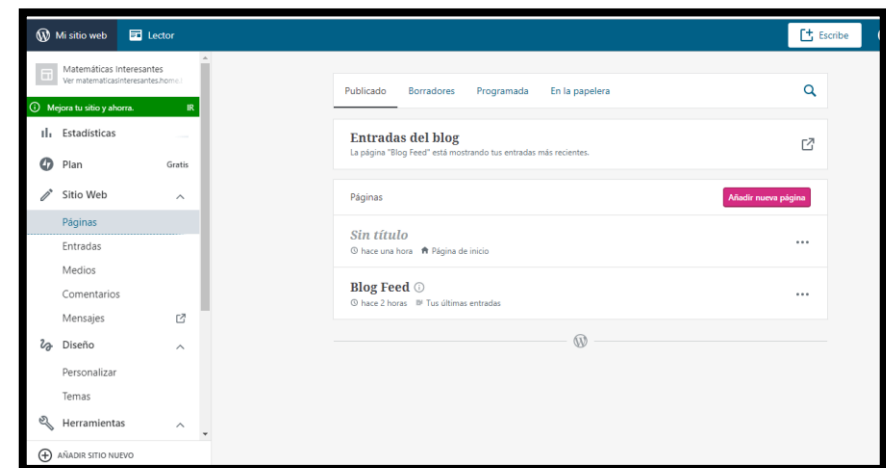 Mi sitio web
Lector
Escribe
Matemáticas Interesantes
Ver matematicasinteresantes.home.
Mejora tu sitio y ahorra.
Estadísticas
Plan
Gratis
Sitio Web
Páginas
Entradas
Medios
Comentarios
Mensajes
Diseño
Personalizar
Temas
Herramientas
AÑADIR SITIO NUEVO
Publicado Borradores Programada En la papelera
Entradas del blog
La página "Blog Feed" está mostrando tus entradas más recientes.
Páginas
Añadir nueva página
Sin título
hace una hora Página de inicio
Blog Feed
hace 2 horas Tus últimas entradas